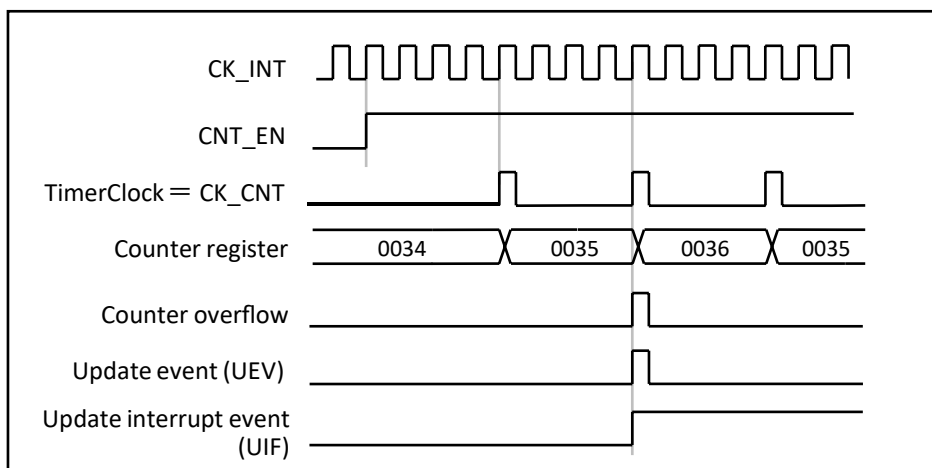 CK_INT
CNT_EN
TimerClock = CK_CNT
Counter register
0034 0035 0036 0035
Counter overflow
Update event (UEV)
Update interrupt event
(UIF)